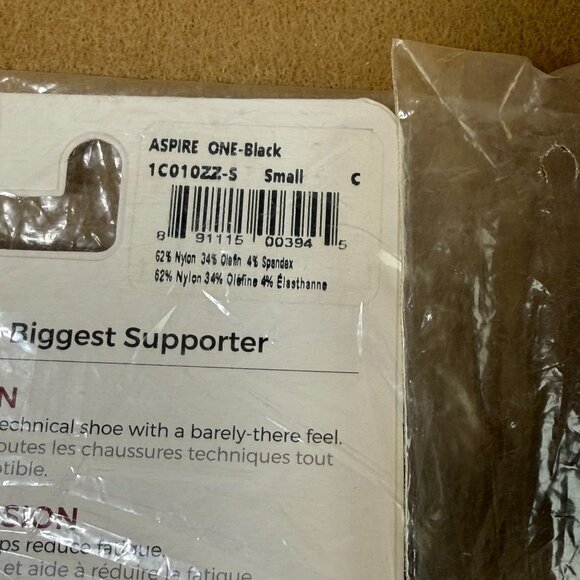 ASPIRE ONE-Black
1C010ZZ-S Small C
8 91115 00394 5
62% Nylon 34% Olefin 4% Spandex
62% Nylon 34% Oléfine 4% Élasthanne
Biggest Supporter
N
echnical shoe with a barely-there feel.
outes les chaussures techniques tout
ptible.
SION
ps reduce fatigue.
et aide à réduire la fatigue